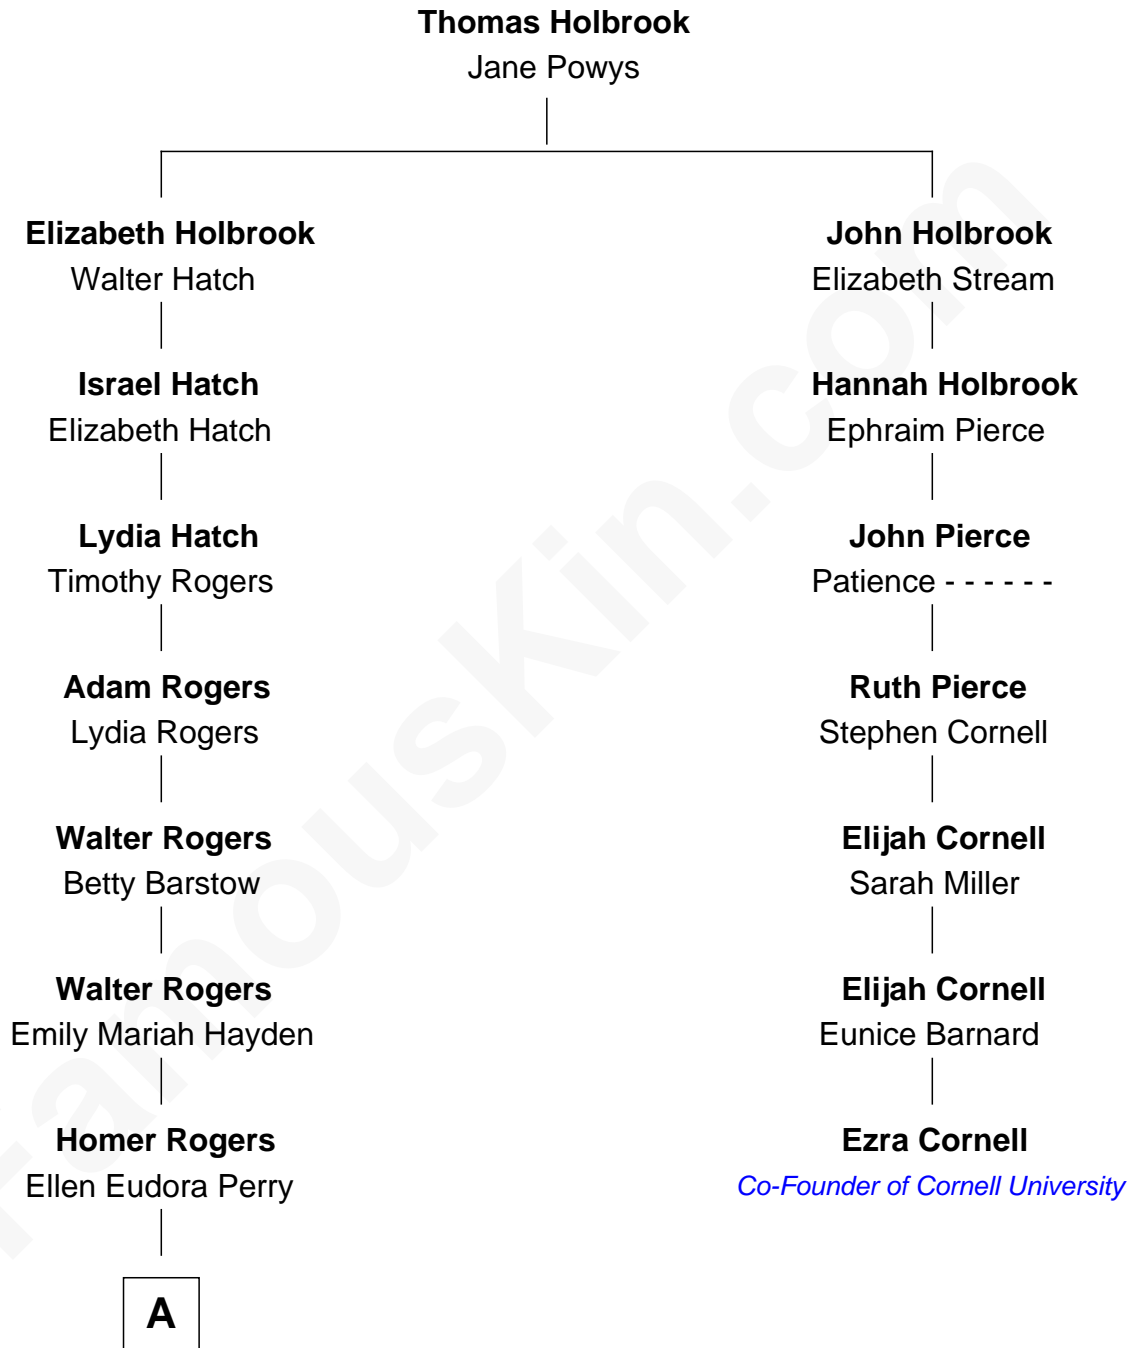 Thomas Holbrook
Jane Powys
Elizabeth Holbrook
Walter Hatch
John Holbrook
Elizabeth Stream
Israel Hatch
Elizabeth Hatch
Hannah Holbrook
Ephraim Pierce
Lydia Hatch
Timothy Rogers
John Pierce
Patience - - - - - -
Adam Rogers
Lydia Rogers
Ruth Pierce
Stephen Cornell
Walter Rogers
Betty Barstow
Elijah Cornell
Sarah Miller
Walter Rogers
Emily Mariah Hayden
Elijah Cornell
Eunice Barnard
Homer Rogers
Ellen Eudora Perry
Ezra Cornell
Co-Founder of Cornell University
A
FamousKin.com